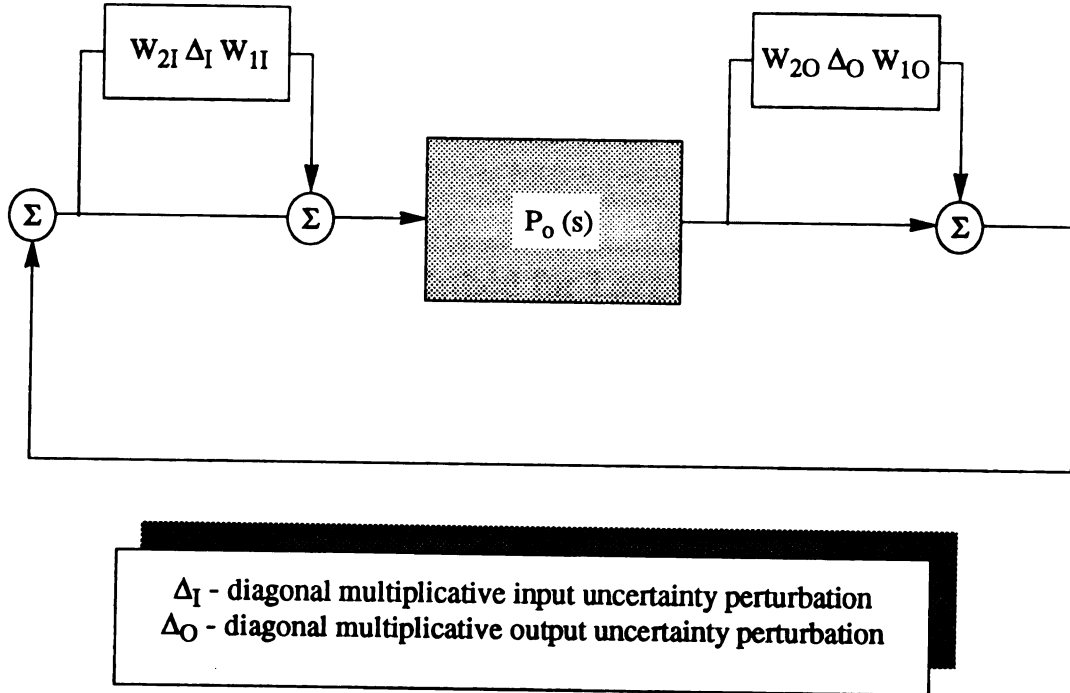 W2I ΔI W1I
W2O ΔO W1O
Σ
Σ
Po (s)
Σ
ΔI - diagonal multiplicative input uncertainty perturbation
ΔO - diagonal multiplicative output uncertainty perturbation